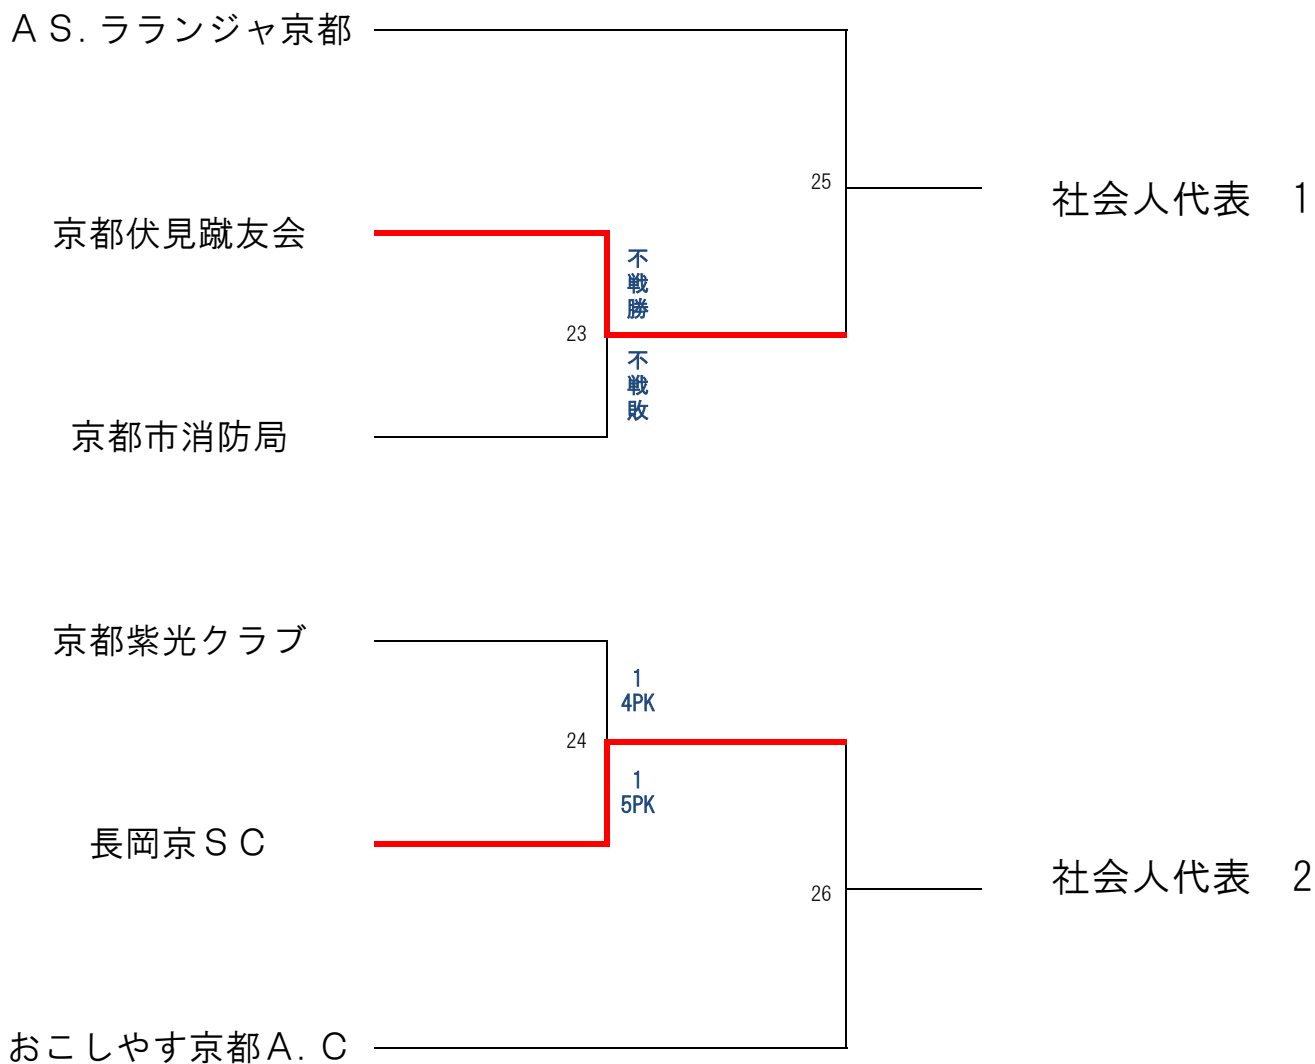 ＡＳ.ラランジャ京都
25
社会人代表　1
京都伏見蹴友会
不戦勝
23
不戦敗
京都市消防局
京都紫光クラブ
1
4PK
24
1
5PK
長岡京ＳＣ
26
社会人代表　2
おこしやす京都Ａ.Ｃ